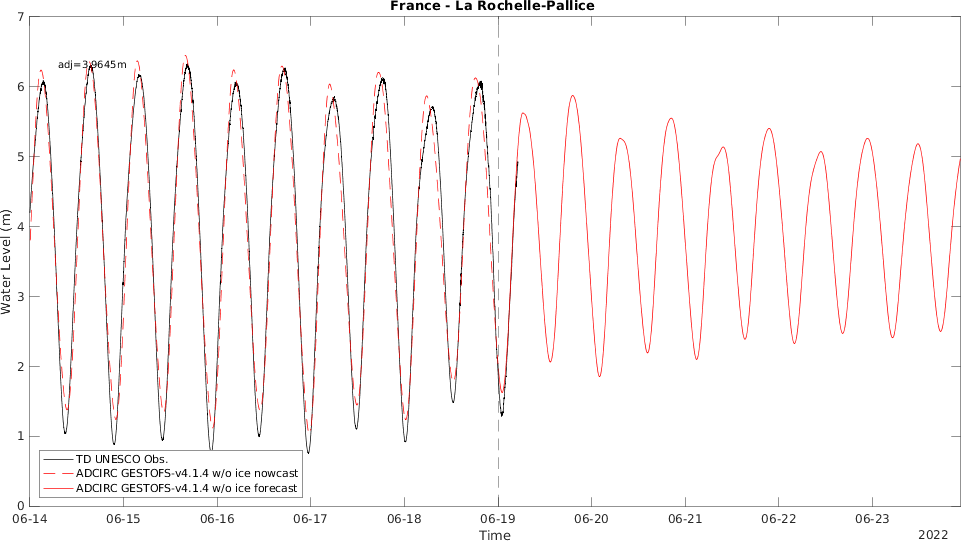 France - La Rochelle-Pallice
adj=3.9645m
Water Level (m)
7
6
5
4
3
2
1
0
TD UNESCO Obs.
ADCIRC GESTOFS-v4.1.4 w/o ice nowcast
ADCIRC GESTOFS-v4.1.4 w/o ice forecast
06-14 06-15 06-16 06-17 06-18 06-19 06-20 06-21 06-22 06-23
Time
2022